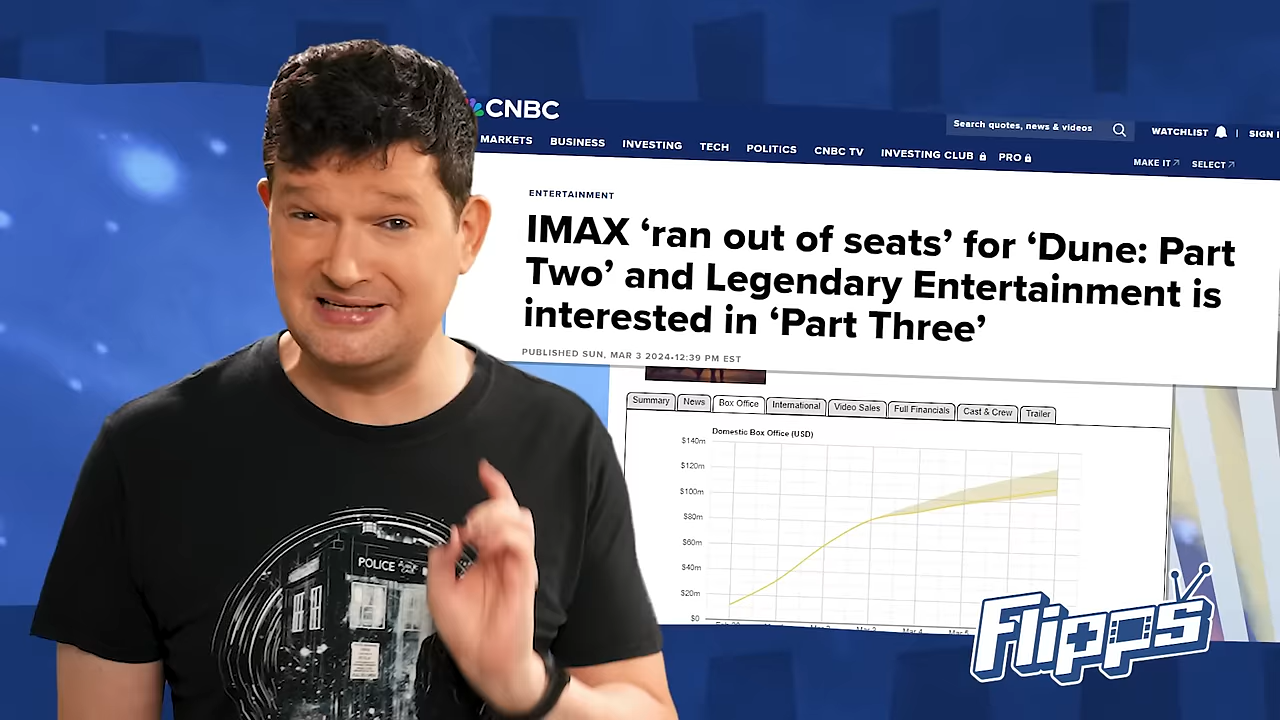 CNBC
Search quotes, news & videos
WATCHLIST
SIGN I
MARKETS
BUSINESS
INVESTING
TECH
POLITICS
CNBC TV
INVESTING CLUB
PRO
MAKE IT
SELECT
ENTERTAINMENT
IMAX ‘ran out of seats’ for ‘Dune: Part
Two’ and Legendary Entertainment is
interested in ‘Part Three’
PUBLISHED SUN, MAR 3 2024•12:39 PM EST
Summary
News
Box Office
International
Video Sales
Full Financials
Cast & Crew
Trailer
Domestic Box Office (USD)
$140m
$120m
$100m
$80m
$60m
$40m
$20m
$0
POLICE
Flipps